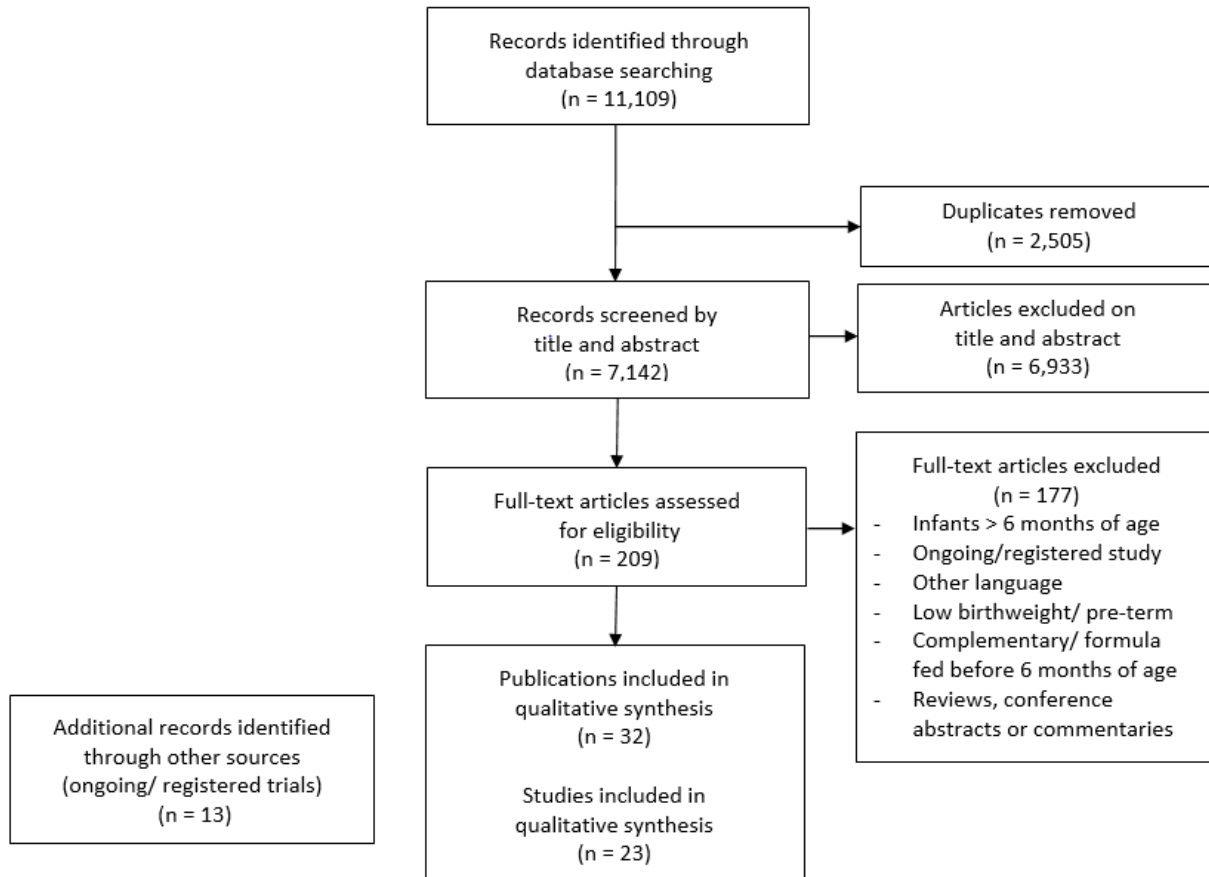 Records identified through
database searching
(n = 11,109)
Duplicates removed
(n = 2,505)
Records screened by
title and abstract
(n = 7,142)
Articles excluded on
title and abstract
(n = 6,933)
Full-text articles assessed
for eligibility
(n = 209)
Full-text articles excluded
(n = 177)
- Infants > 6 months of age
- Ongoing/registered study
- Other language
- Low birthweight/ pre-term
- Complementary/ formula
fed before 6 months of age
- Reviews, conference
abstracts or commentaries
Publications included in
qualitative synthesis
(n = 32)
Studies included in
qualitative synthesis
(n = 23)
Additional records identified
through other sources
(ongoing/ registered trials)
(n = 13)